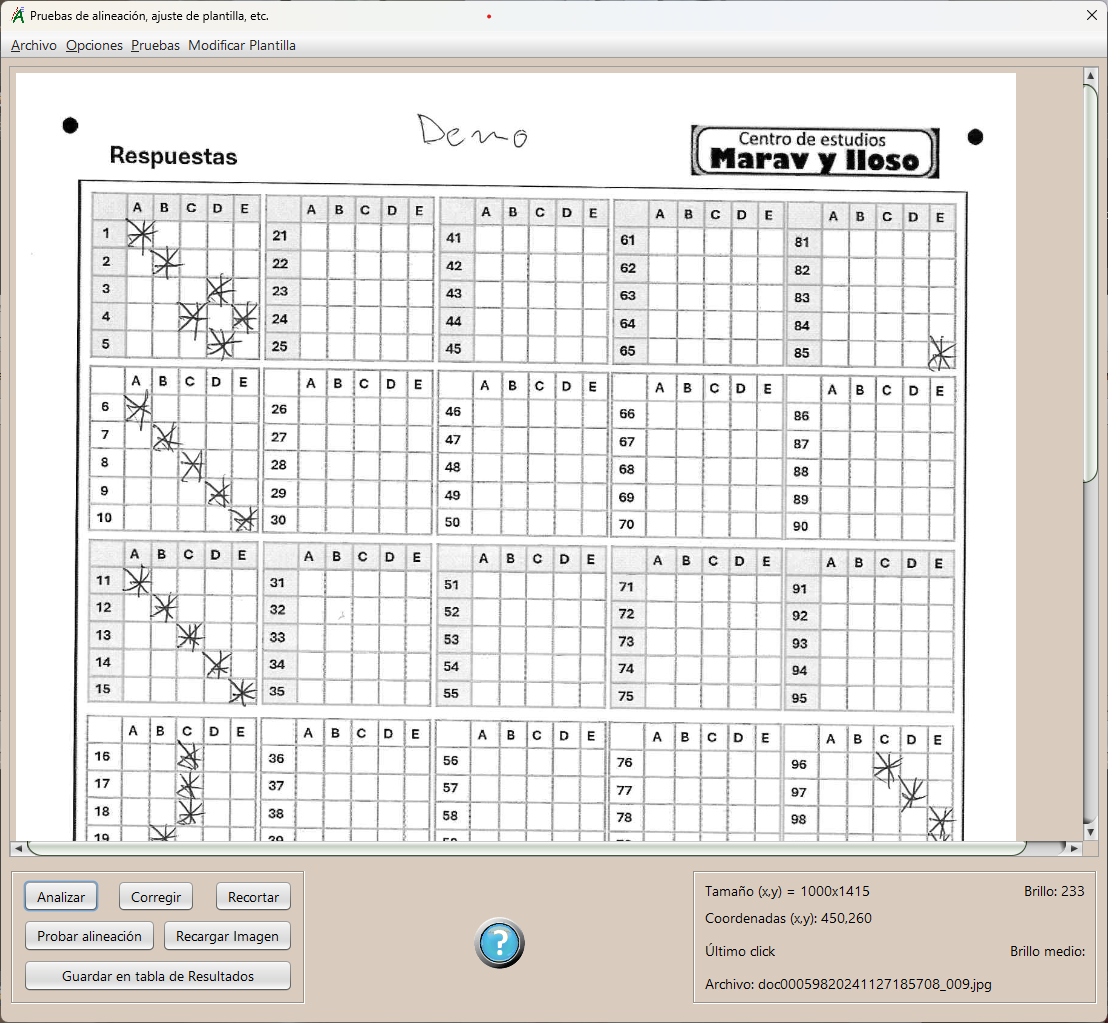 Pruebas de alineación, ajuste de plantilla, etc.
Archivo Opciones Pruebas Modificar Plantilla
Demo
Respuestas
Centro de estudios
Marav y lloso
A B C D E A B C D E A B C D E A B C D E A B C D E
1 21 41 61 81
2 22 42 62 82
3 23 43 63 83
4 24 44 64 84
5 25 45 65 85
A B C D E A B C D E A B C D E A B C D E A B C D E
6 26 46 66 86
7 27 47 67 87
8 28 48 68 88
9 29 49 69 89
10 30 50 70 90
A B C D E A B C D E A B C D E A B C D E A B C D E
11 31 51 71 91
12 32 52 72 92
13 33 53 73 93
14 34 54 74 94
15 35 55 75 95
A B C D E A B C D E A B C D E A B C D E A B C D E
16 36 56 76 96
17 37 57 77 97
18 38 58 78 98
19 39
Analizar Corregir Recortar
Probar alineación Recargar Imagen
Guardar en tabla de Resultados
?
Tamaño (x,y) = 1000x1415 Brillo: 233
Coordenadas (x,y): 450,260
Último click Brillo medio:
Archivo: doc00059820241127185708_009.jpg